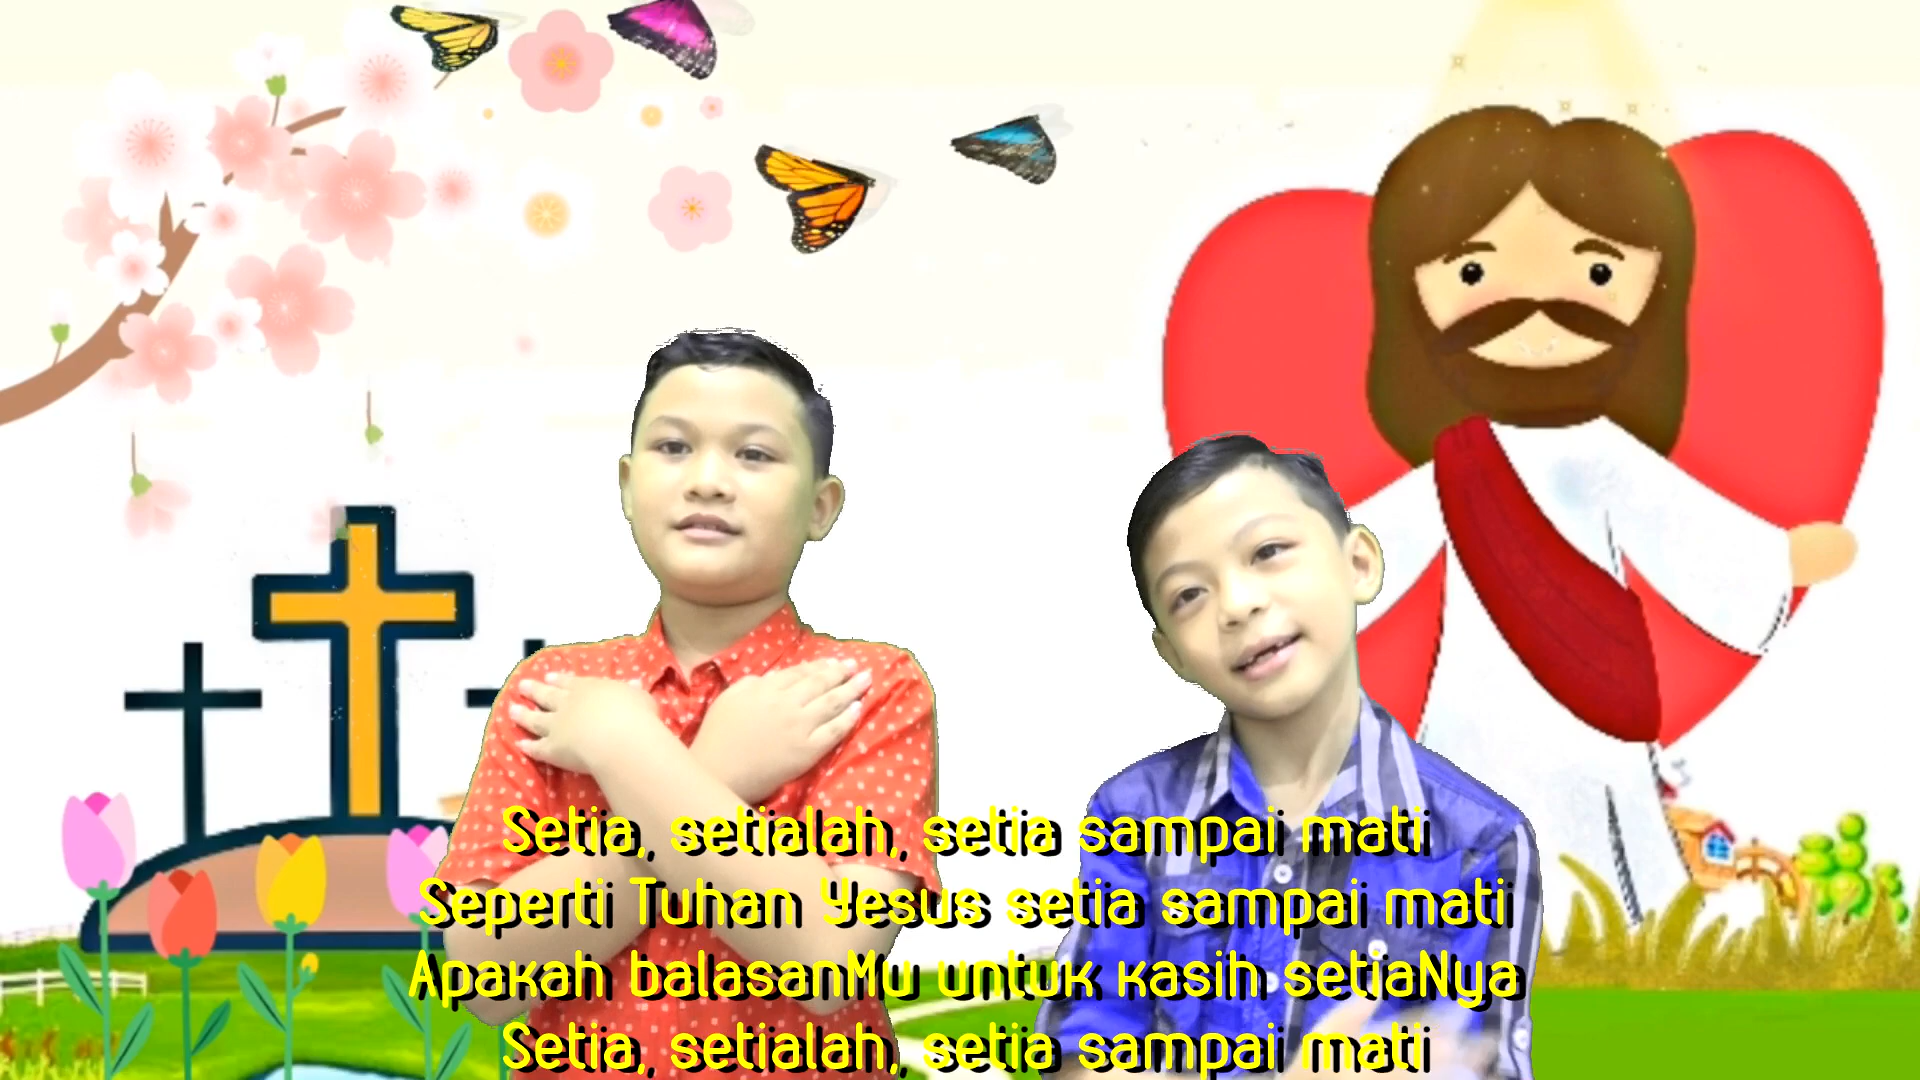 Setia, setialah, setia sampai mati
Seperti Tuhan Yesus setia sampai mati
Apakah balasanMu untuk kasih setiaNya
Setia, setialah, setia sampai mati